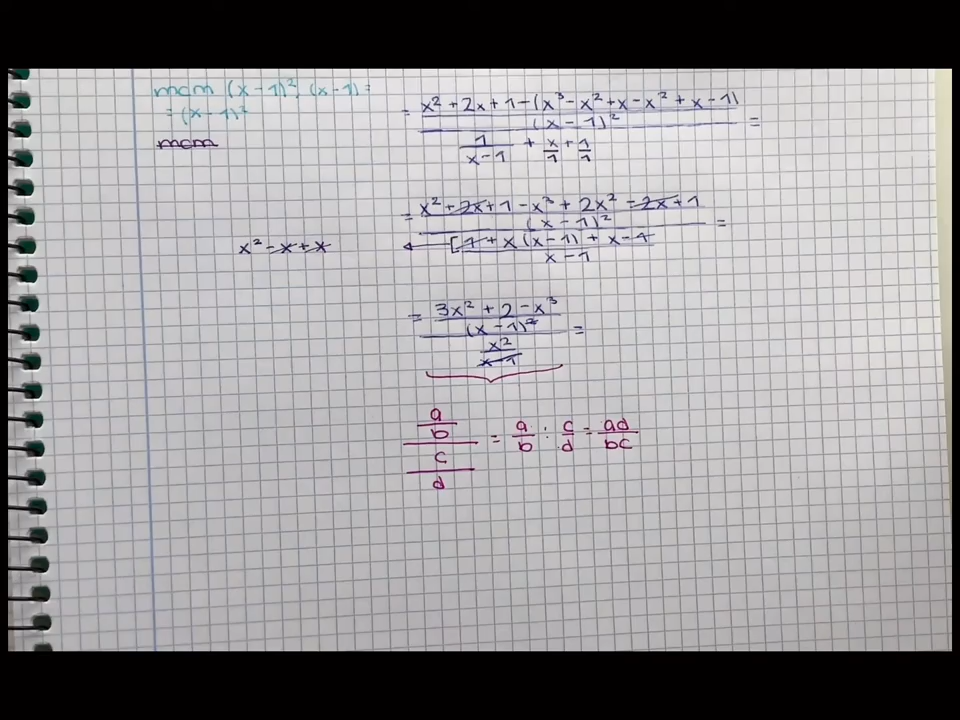 mcm (x-1)², (x-1) =
= (x-1)²
mcm
= x² + 2x + 1 - (x³ - x² + x - x² + x - 1)
(x - 1)² =
1/(x-1) + x/1 + 1/1
= x² + 2x + 1 - x³ + 2x² - 2x + 1
(x - 1)² =
[1 + x(x-1) + x - 1
x - 1
x² - x + x
= 3x² + 2 - x³
(x - 1)² =
x²
x - 1
a/b
c/d
= a/b : c/d = ad/bc